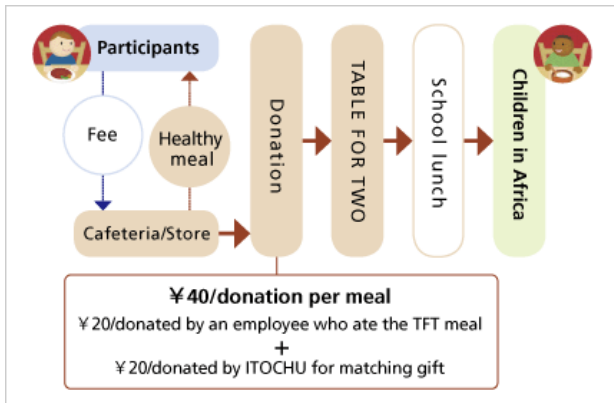 Participants
Fee
Healthy
meal
Cafeteria/Store
Donation
TABLE FOR TWO
School lunch
Children in Africa
¥40/donation per meal
¥20/donated by an employee who ate the TFT meal
+
¥20/donated by ITOCHU for matching gift